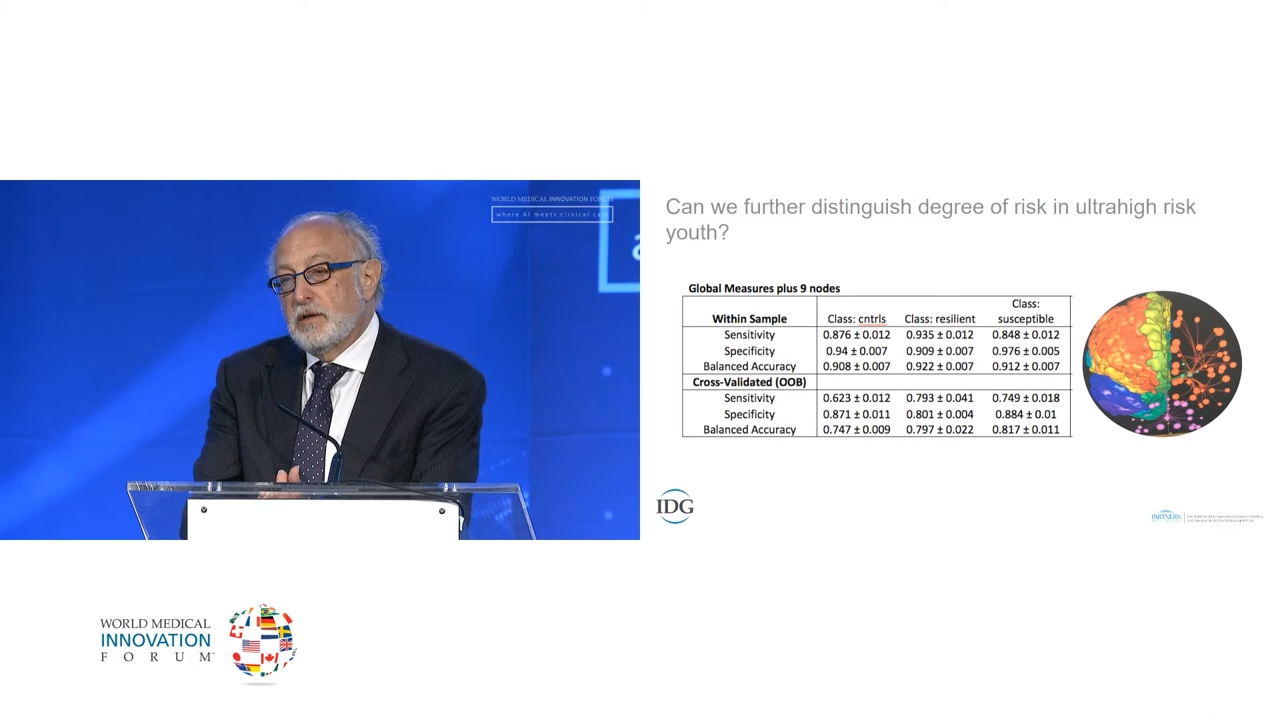 WORLD MEDICAL INNOVATION FORUM
where AI meets clinical care
Can we further distinguish degree of risk in ultrahigh risk
youth?
Global Measures plus 9 nodes
Within Sample Class: cntrls Class: resilient Class: susceptible
Sensitivity 0.876 ± 0.012 0.935 ± 0.012 0.848 ± 0.012
Specificity 0.94 ± 0.007 0.909 ± 0.007 0.976 ± 0.005
Balanced Accuracy 0.908 ± 0.007 0.922 ± 0.007 0.912 ± 0.007
Cross-Validated (OOB)
Sensitivity 0.623 ± 0.012 0.793 ± 0.041 0.749 ± 0.018
Specificity 0.871 ± 0.011 0.801 ± 0.004 0.884 ± 0.01
Balanced Accuracy 0.747 ± 0.009 0.797 ± 0.022 0.817 ± 0.011
IDG
PARTNERS
WORLD MEDICAL
INNOVATION
FORUM